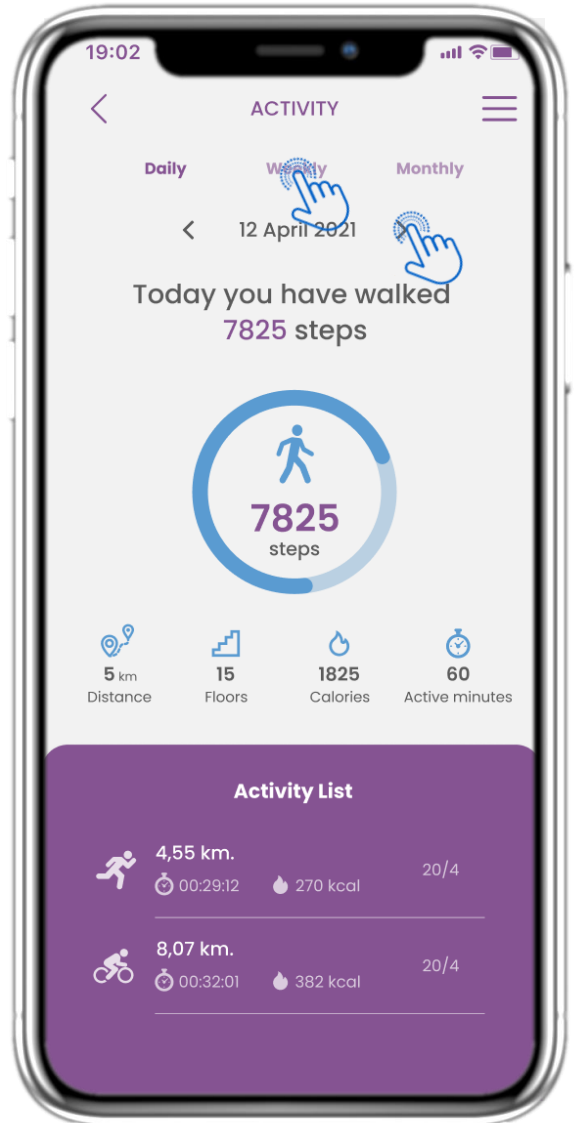 19:02
ACTIVITY
Daily Weekly Monthly
12 April 2021
Today you have walked
7825 steps
7825
steps
5 km 15 1825 60
Distance Floors Calories Active minutes
Activity List
4,55 km.
00:29:12 270 kcal 20/4
8,07 km.
00:32:01 382 kcal 20/4